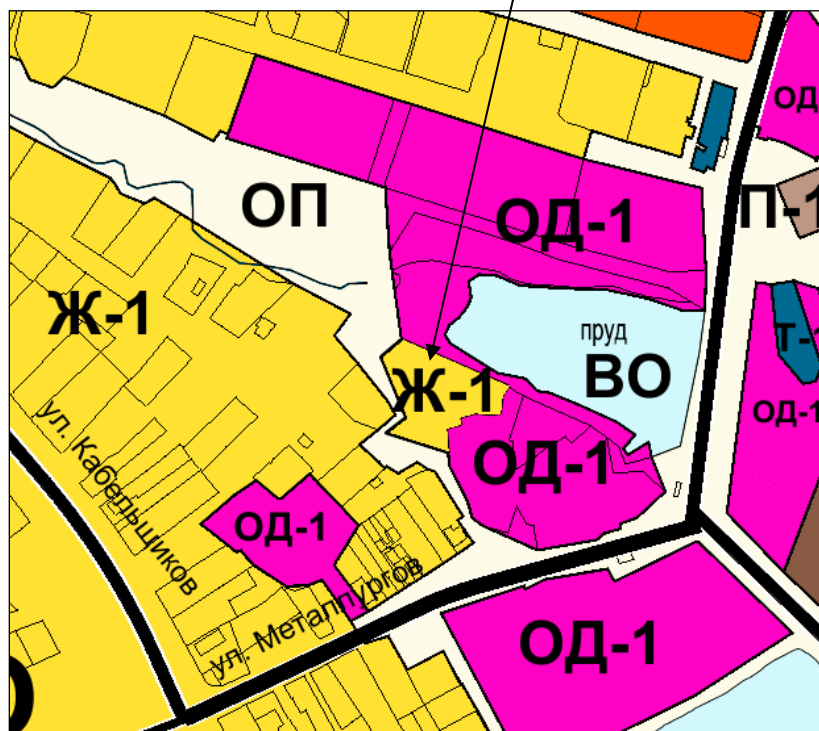 ОД
П-1
ОП
ОД-1
Ж-1
пруд
ВО
Т-1
Ж-1
ОД-1
ОД-1
ул. Кабельщиков
ОД-1
ул. Металлургов
ОД-1